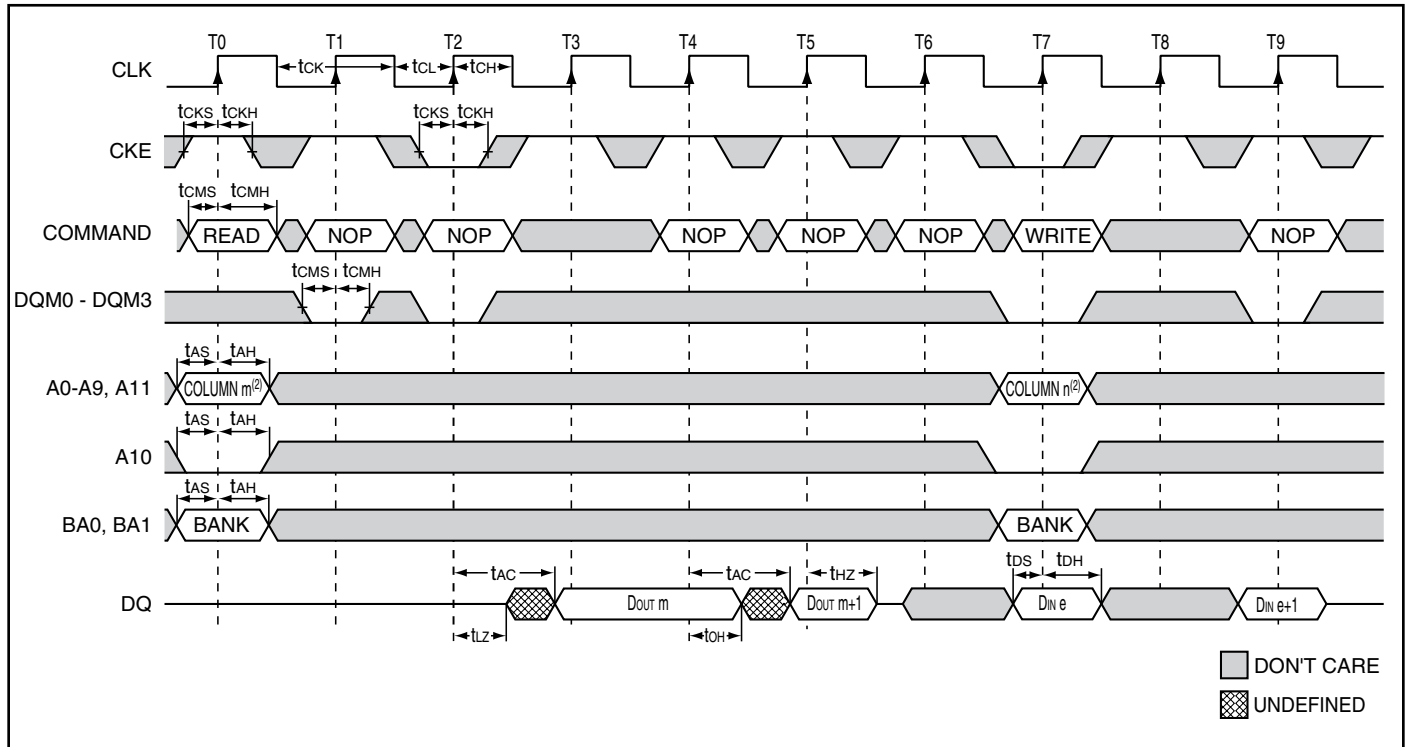 T0 T1 T2 T3 T4 T5 T6 T7 T8 T9
CLK tCK tCL tCH
tCKS tCKH tCKS tCKH
CKE
tCMS tCMH
COMMAND READ NOP NOP NOP NOP NOP WRITE NOP
tCMS tCMH
DQM0 - DQM3
tAS tAH
A0-A9, A11 COLUMN m(2) COLUMN n(2)
tAS tAH
A10
tAS tAH
BA0, BA1 BANK BANK
tAC tAC tHZ tDS tDH
DQ DOUT m DOUT m+1 DIN e DIN e+1
tLZ tOH
DON'T CARE
UNDEFINED